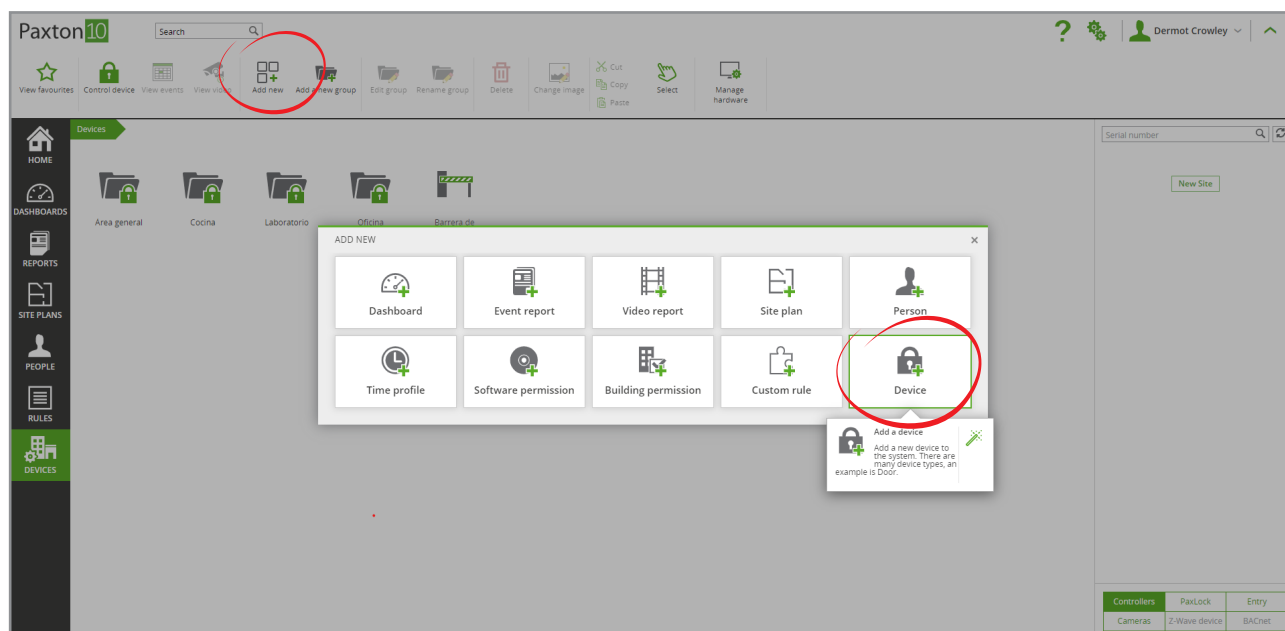 Paxton10
Search
?
Dermot Crowley
View favourites
Control device
View events
View video
Add new
Add a new group
Edit group
Rename group
Delete
Change image
Cut
Copy
Paste
Select
Manage
hardware
HOME
DASHBOARDS
REPORTS
SITE PLANS
PEOPLE
RULES
DEVICES
Devices
Area general
Cocina
Laboratorio
Oficina
Barrera de
ADD NEW
×
Dashboard
Event report
Video report
Site plan
Person
Time profile
Software permission
Building permission
Custom rule
Device
Add a device
Add a new device to
the system. There are
many device types, an
example is Door.
Serial number
New Site
Controllers
PaxLock
Entry
Cameras
Z-Wave device
BACnet